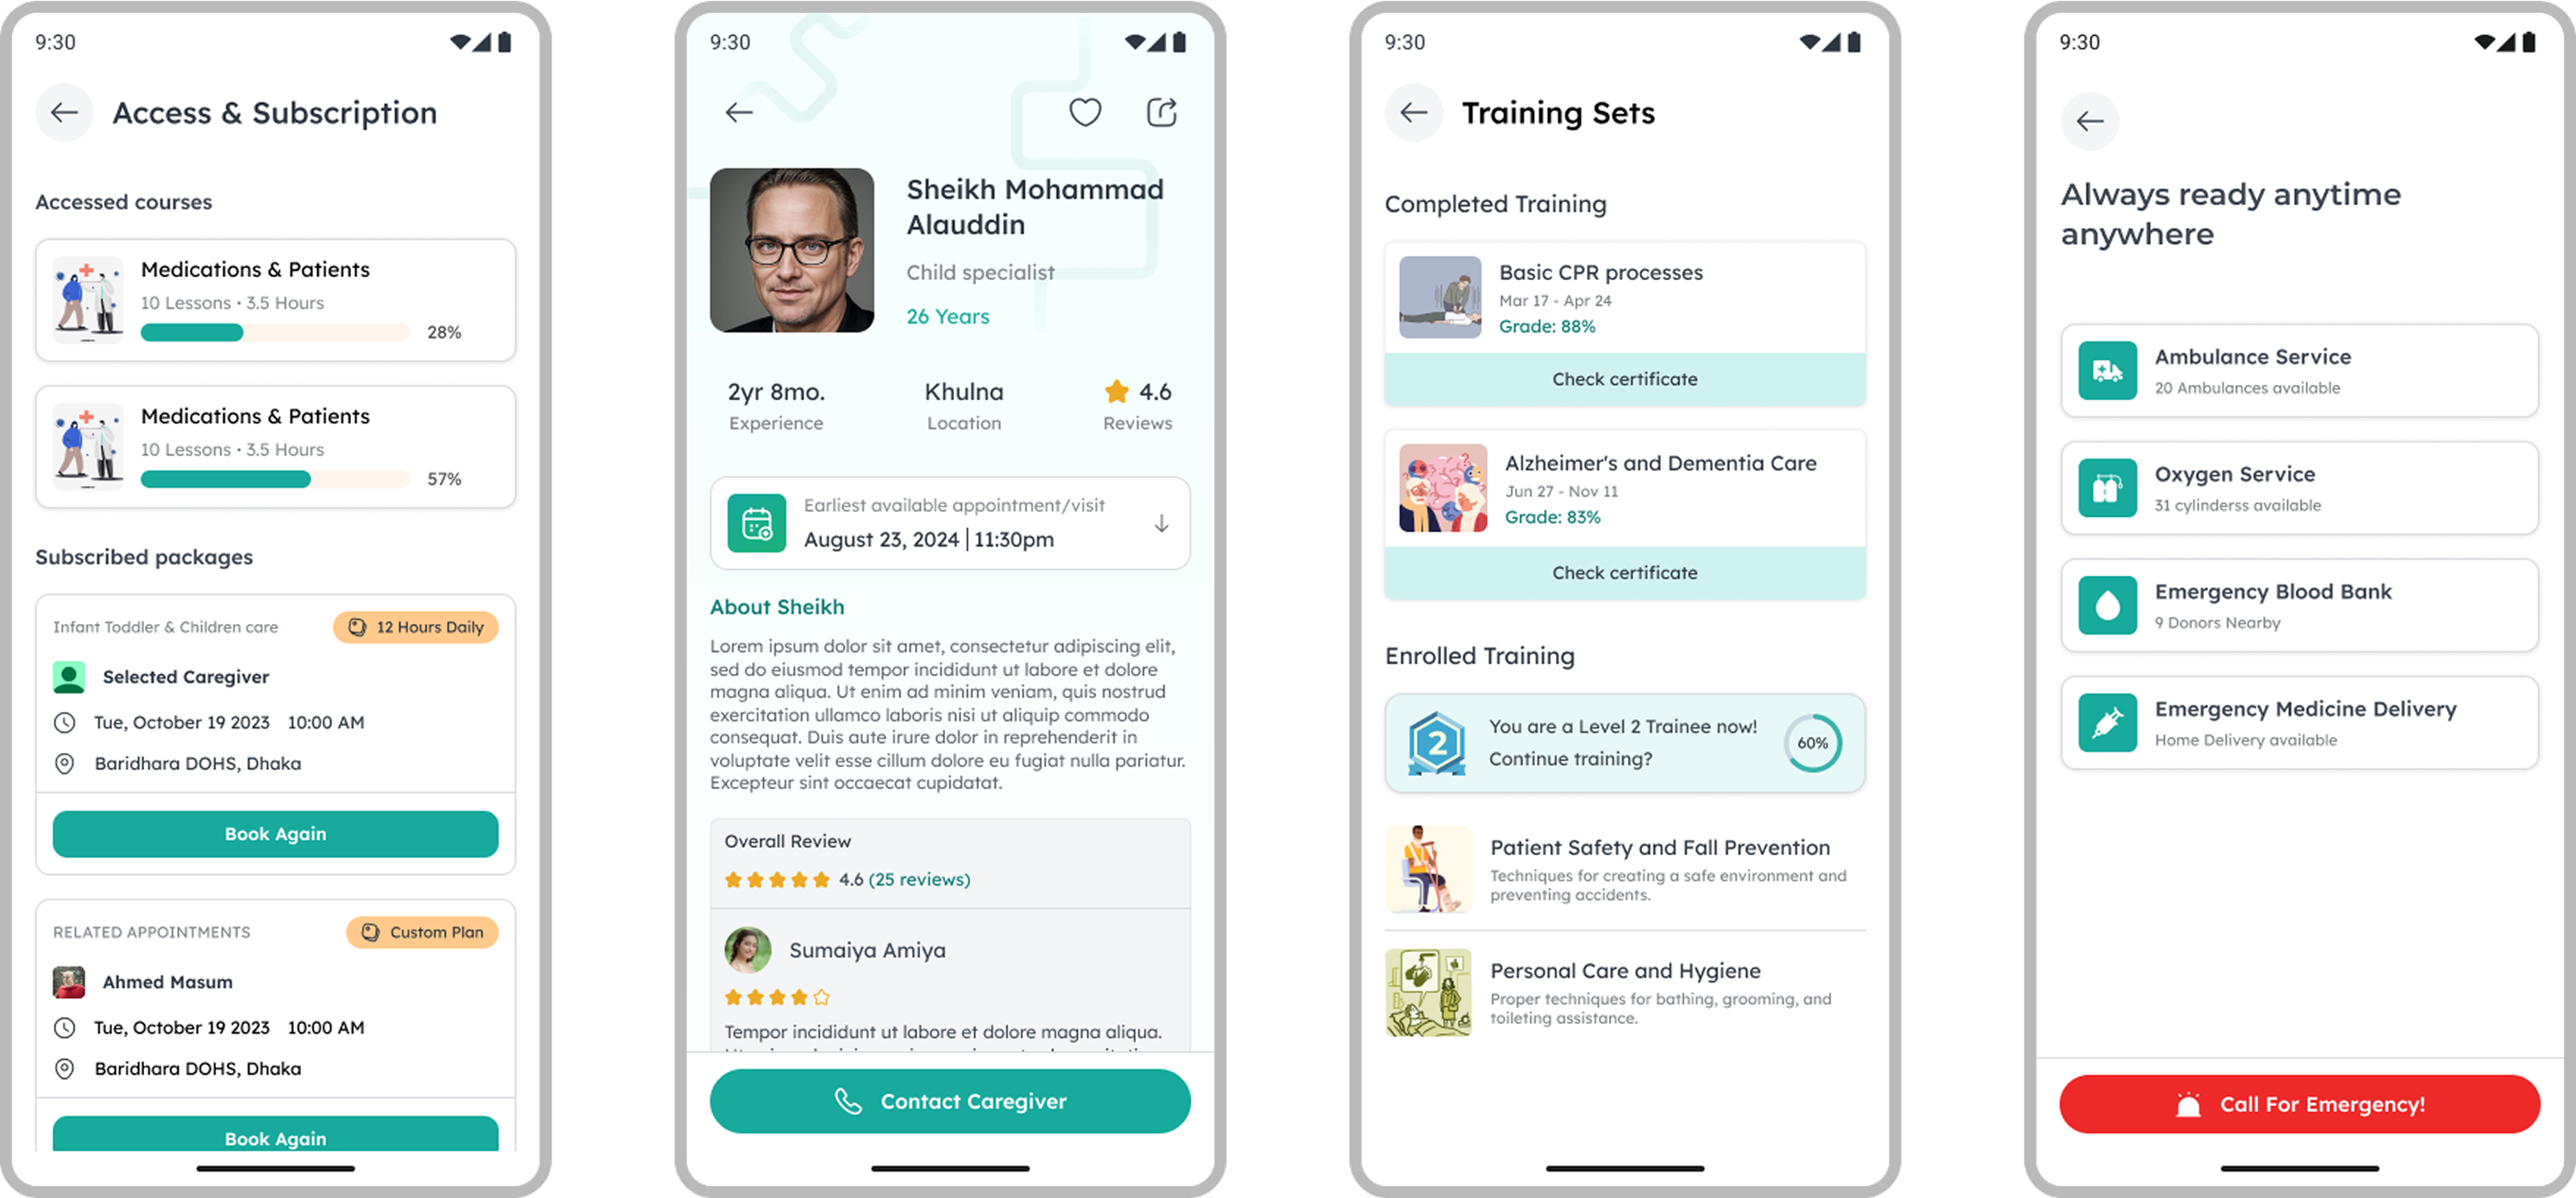 9:30
Access & Subscription
Accessed courses
Medications & Patients
10 Lessons • 3.5 Hours
28%
Medications & Patients
10 Lessons • 3.5 Hours
57%
Subscribed packages
Infant Toddler & Children care
12 Hours Daily
Selected Caregiver
Tue, October 19 2023 10:00 AM
Baridhara DOHS, Dhaka
Book Again
RELATED APPOINTMENTS
Custom Plan
Ahmed Masum
Tue, October 19 2023 10:00 AM
Baridhara DOHS, Dhaka
Book Again
9:30
Sheikh Mohammad
Alauddin
Child specialist
26 Years
2yr 8mo.
Experience
Khulna
Location
4.6
Reviews
Earliest available appointment/visit
August 23, 2024 | 11:30pm
About Sheikh
Lorem ipsum dolor sit amet, consectetur adipiscing elit,
sed do eiusmod tempor incididunt ut labore et dolore
magna aliqua. Ut enim ad minim veniam, quis nostrud
exercitation ullamco laboris nisi ut aliquip commodo
consequat. Duis aute irure dolor in reprehenderit in
voluptate velit esse cillum dolore eu fugiat nulla pariatur.
Excepteur sint occaecat cupidatat.
Overall Review
4.6 (25 reviews)
Sumaiya Amiya
Tempor incididunt ut labore et dolore magna aliqua.
Contact Caregiver
9:30
Training Sets
Completed Training
Basic CPR processes
Mar 17 - Apr 24
Grade: 88%
Check certificate
Alzheimer's and Dementia Care
Jun 27 - Nov 11
Grade: 83%
Check certificate
Enrolled Training
2
You are a Level 2 Trainee now!
Continue training?
60%
Patient Safety and Fall Prevention
Techniques for creating a safe environment and
preventing accidents.
Personal Care and Hygiene
Proper techniques for bathing, grooming, and
toileting assistance.
9:30
Always ready anytime
anywhere
Ambulance Service
20 Ambulances available
Oxygen Service
31 cylinderss available
Emergency Blood Bank
9 Donors Nearby
Emergency Medicine Delivery
Home Delivery available
Call For Emergency!